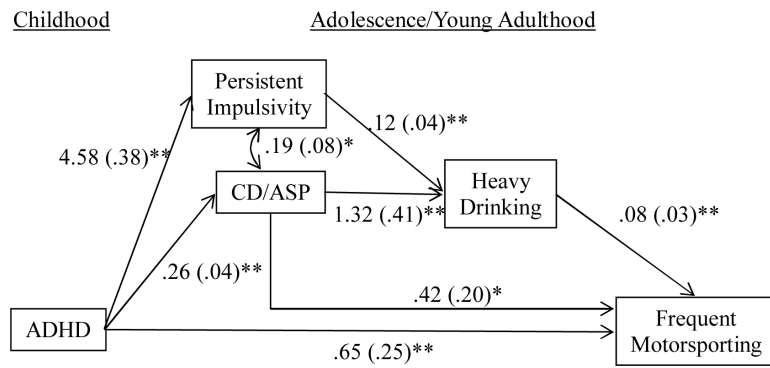 Childhood
Adolescence/Young Adulthood
Persistent
Impulsivity
.12 (.04)**
4.58 (.38)**
.19 (.08)*
CD/ASP
Heavy
Drinking
1.32 (.41)**
.08 (.03)**
.26 (.04)**
.42 (.20)*
ADHD
Frequent
Motorsporting
.65 (.25)**